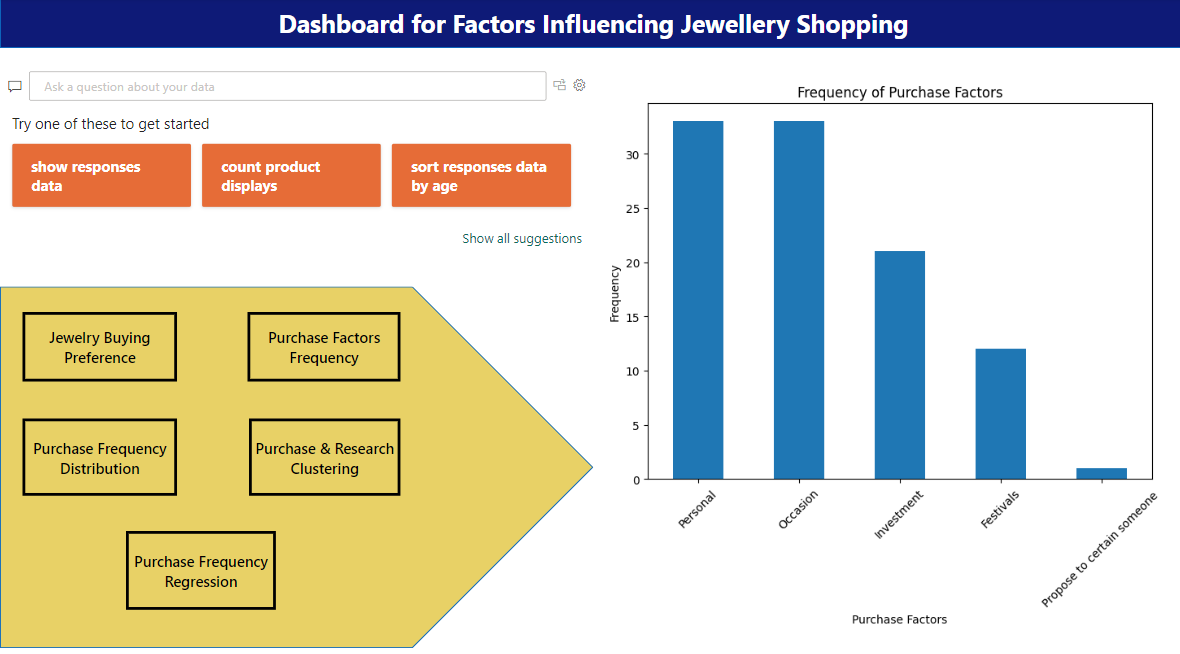 Dashboard for Factors Influencing Jewellery Shopping
Ask a question about your data
Try one of these to get started
show responses
data
count product
displays
sort responses data
by age
Show all suggestions
Jewelry Buying
Preference
Purchase Factors
Frequency
Purchase Frequency
Distribution
Purchase & Research
Clustering
Purchase Frequency
Regression
Frequency of Purchase Factors
Frequency
30
25
20
15
10
5
0
Personal
Occasion
Investment
Festivals
Propose to certain someone
Purchase Factors